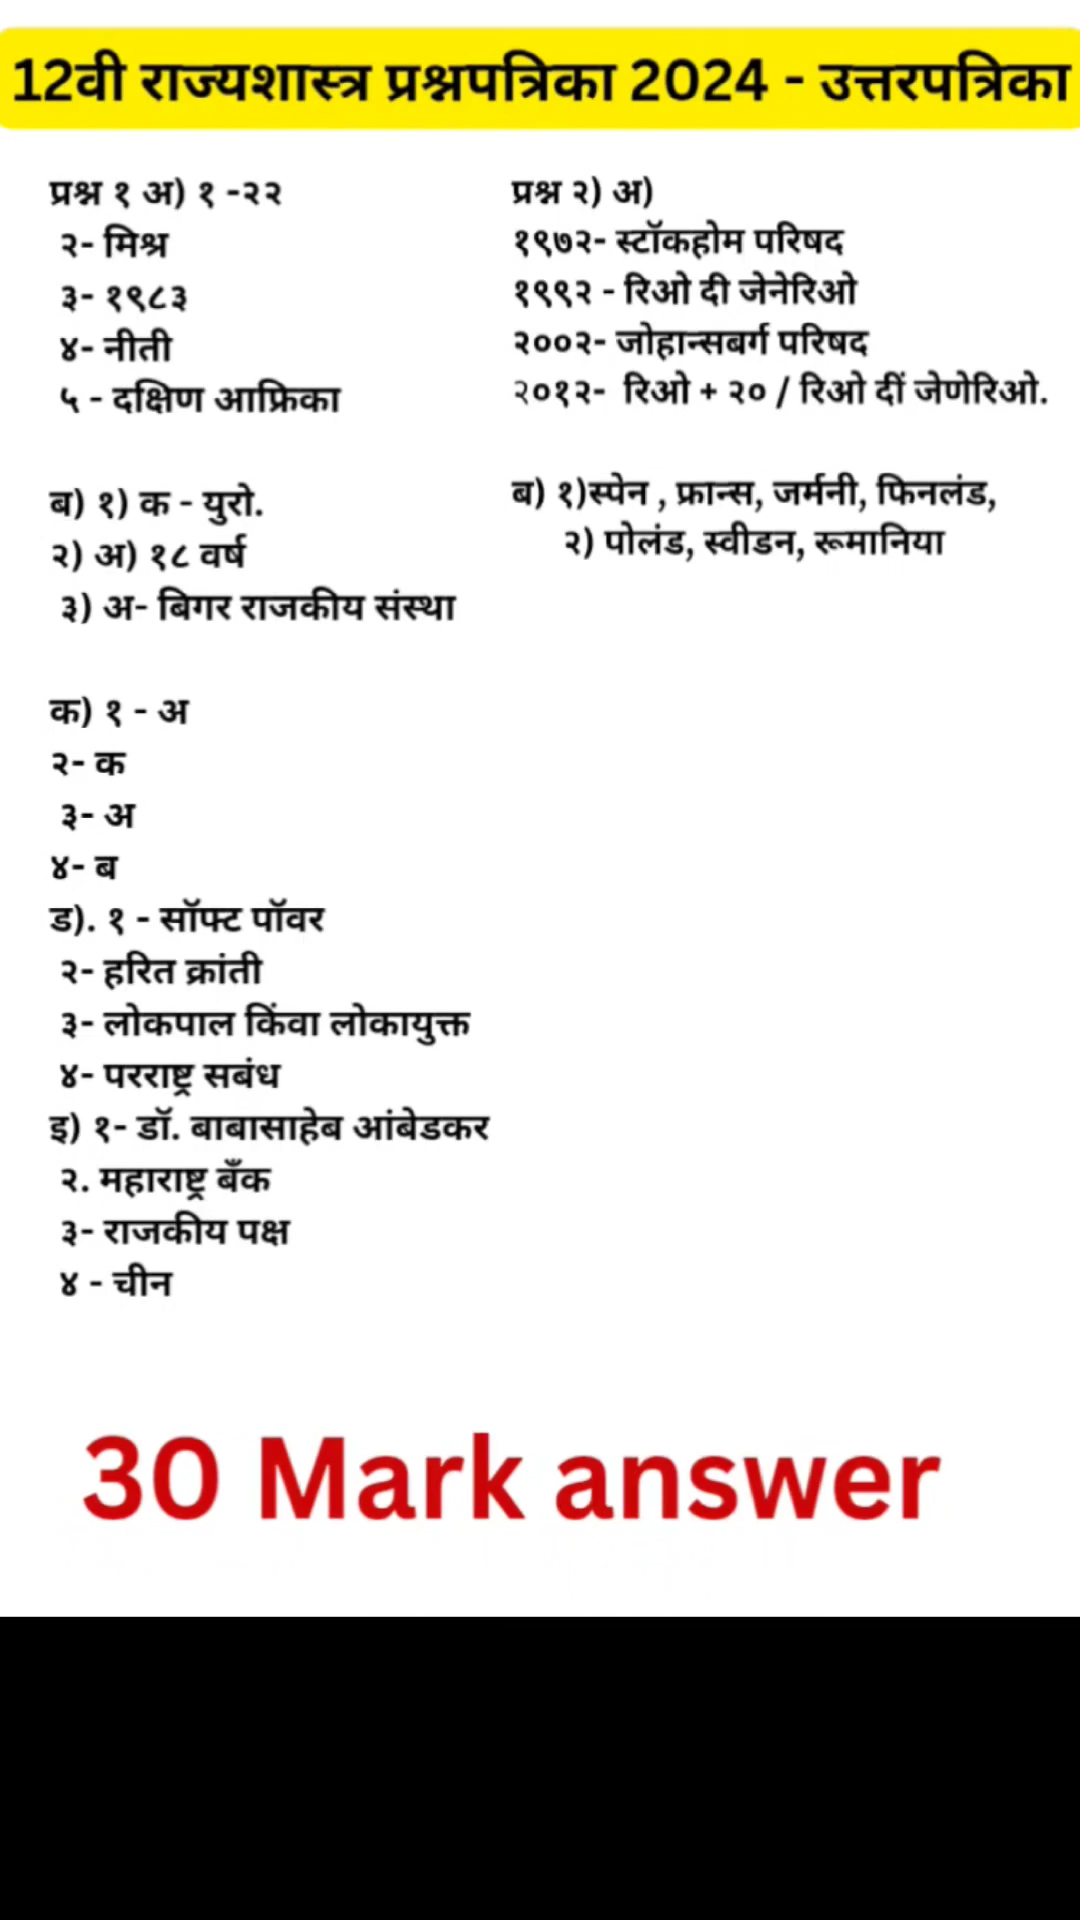 12वी राज्यशास्त्र प्रश्नपत्रिका 2024 - उत्तरपत्रिका
प्रश्न १ अ) १ -२२
२- मिश्र
३- १९८३
४- नीती
५ - दक्षिण आफ्रिका
ब) १) क - युरो.
२) अ) १८ वर्ष
३) अ- बिगर राजकीय संस्था
क) १ - अ
२- क
३- अ
४- ब
ड). १ - सॉफ्ट पॉवर
२- हरित क्रांती
३- लोकपाल किंवा लोकायुक्त
४- परराष्ट्र सबंध
इ) १- डॉ. बाबासाहेब आंबेडकर
२. महाराष्ट्र बँक
३- राजकीय पक्ष
४ - चीन
प्रश्न २) अ)
१९७२- स्टॉकहोम परिषद
१९९२ - रिओ दी जेनेरिओ
२००२- जोहान्सबर्ग परिषद
२०१२- रिओ + २० / रिओ दीं जेणेरिओ.
ब) १)स्पेन , फ्रान्स, जर्मनी, फिनलंड,
२) पोलंड, स्वीडन, रूमानिया
30 Mark answer